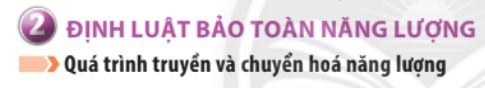 2 ĐỊNH LUẬT BẢO TOÀN NĂNG LƯỢNG
Quá trình truyền và chuyển hoá năng lượng